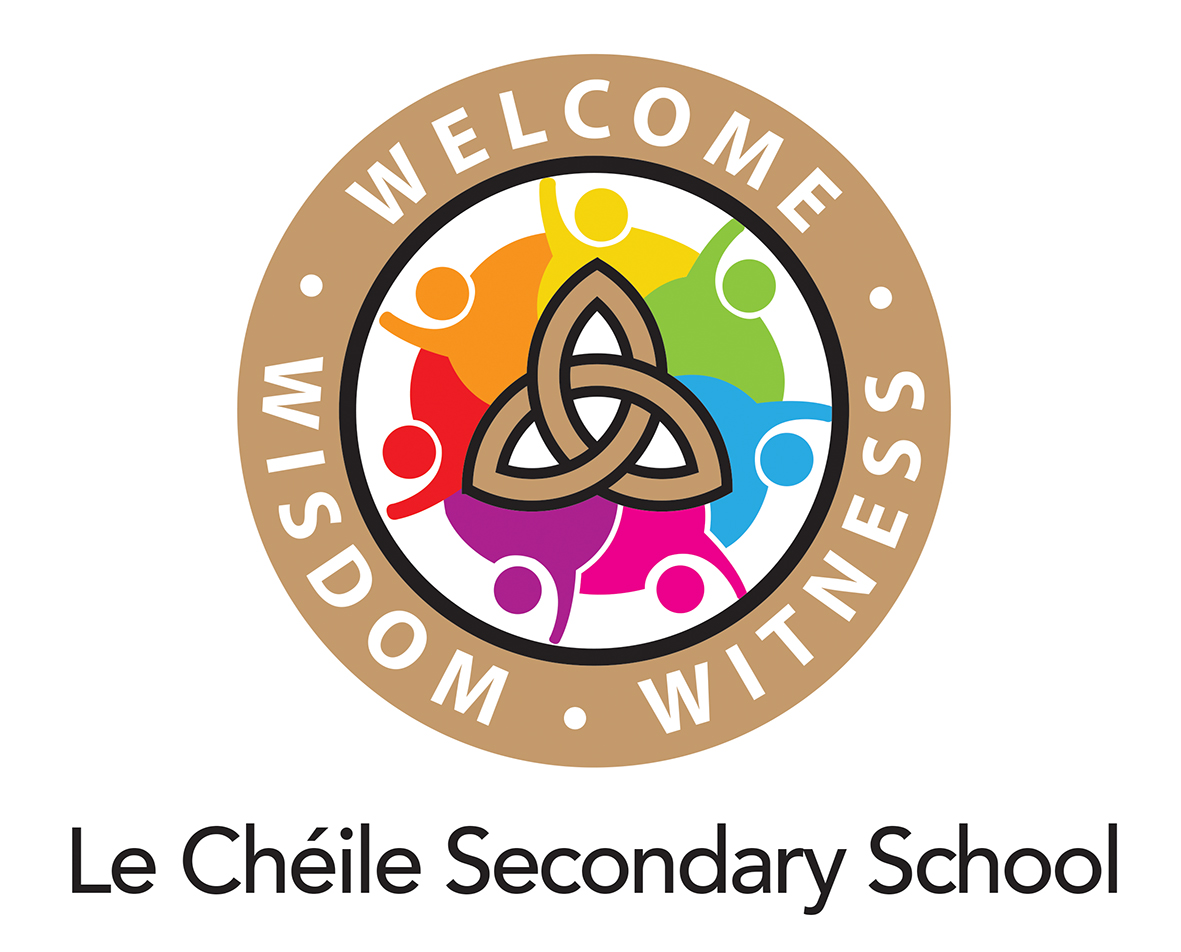 WELCOME · WITNESS · WISDOM ·
Le Chéile Secondary School